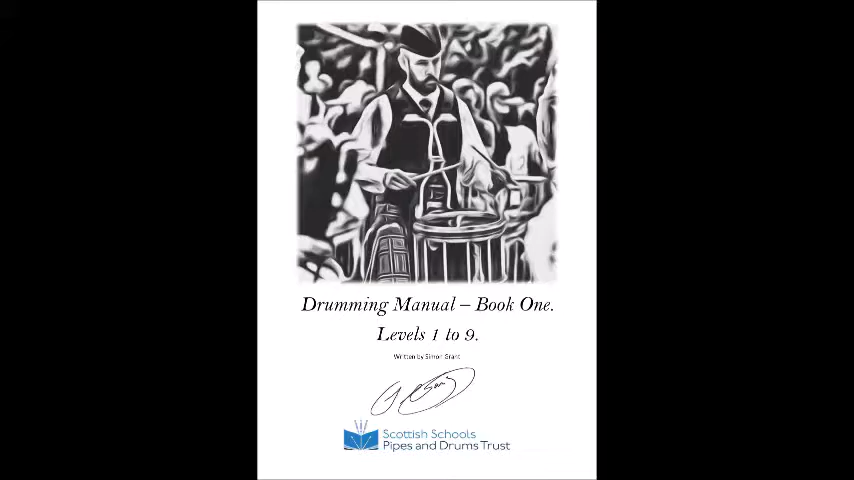 Drumming Manual – Book One.
Levels 1 to 9.
Written by Simon Grant
Scottish Schools
Pipes and Drums Trust